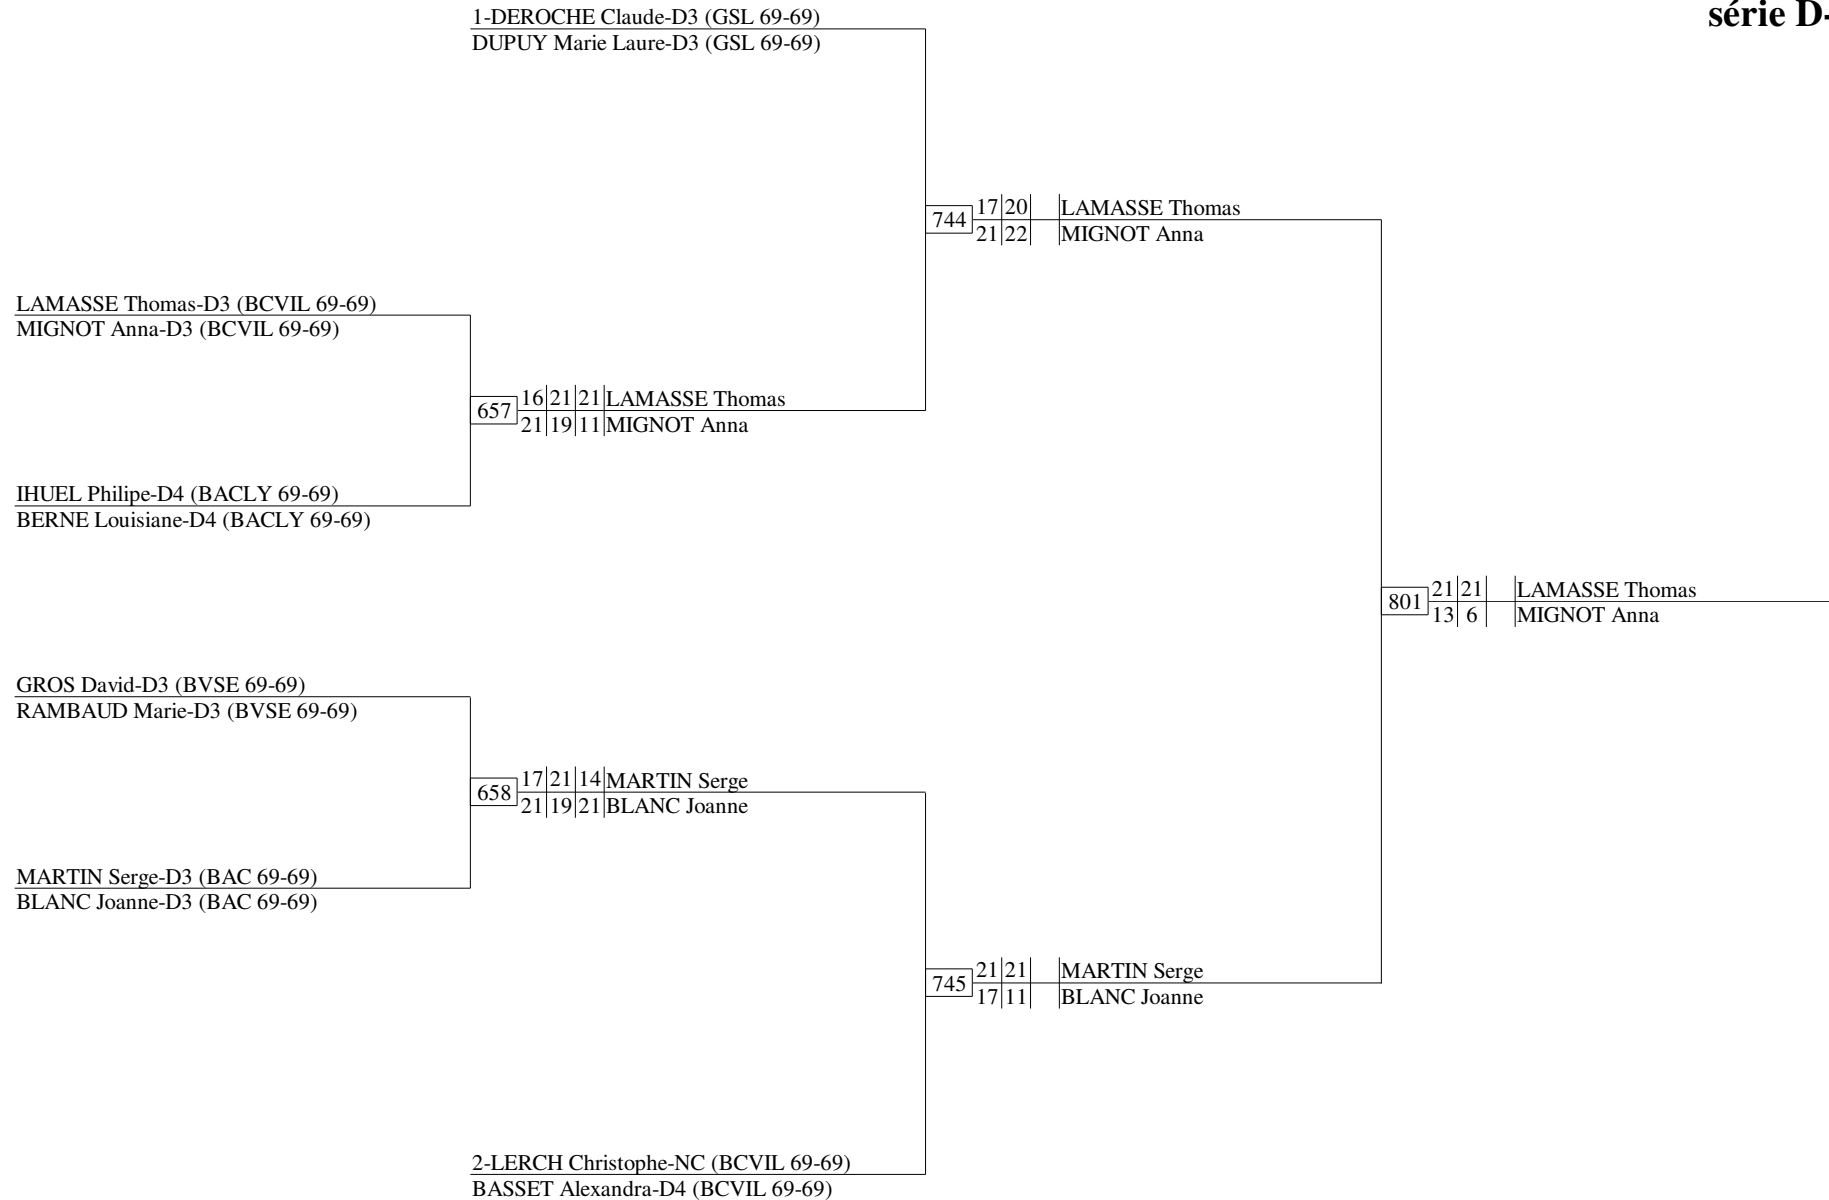 série D-
1-DEROCHE Claude-D3 (GSL 69-69)
DUPUY Marie Laure-D3 (GSL 69-69)
744 17 20 LAMASSE Thomas
21 22 MIGNOT Anna
LAMASSE Thomas-D3 (BCVIL 69-69)
MIGNOT Anna-D3 (BCVIL 69-69)
657 16 21 21 LAMASSE Thomas
21 19 11 MIGNOT Anna
IHUEL Philipe-D4 (BACLY 69-69)
BERNE Louisiane-D4 (BACLY 69-69)
801 21 21 LAMASSE Thomas
13 6 MIGNOT Anna
GROS David-D3 (BVSE 69-69)
RAMBAUD Marie-D3 (BVSE 69-69)
658 17 21 14 MARTIN Serge
21 19 21 BLANC Joanne
MARTIN Serge-D3 (BAC 69-69)
BLANC Joanne-D3 (BAC 69-69)
745 21 21 MARTIN Serge
17 11 BLANC Joanne
2-LERCH Christophe-NC (BCVIL 69-69)
BASSET Alexandra-D4 (BCVIL 69-69)